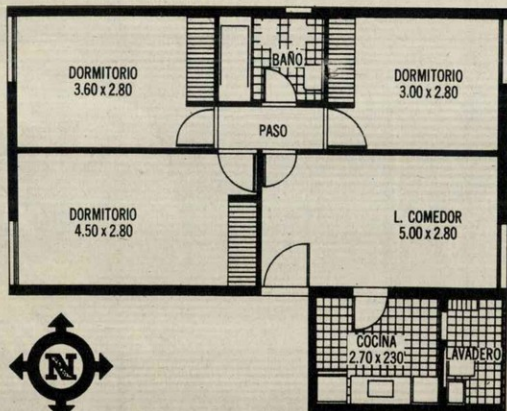 DORMITORIO
3.60 x 2.80
BAÑO
DORMITORIO
3.00 x 2.80
PASO
DORMITORIO
4.50 x 2.80
L. COMEDOR
5.00 x 2.80
COCINA
2.70 x 230
LAVADERO
N